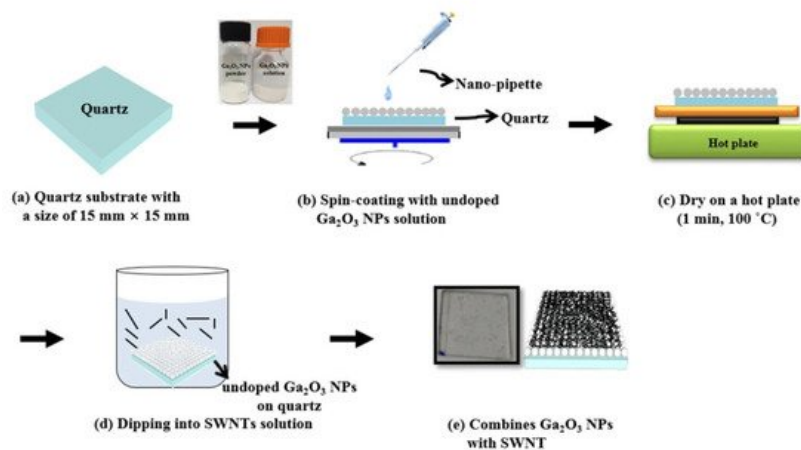 Ga₂O₃ NPs
powder
Ga₂O₃ NPs
solution
Quartz
Nano-pipette
Quartz
Hot plate
(a) Quartz substrate with
a size of 15 mm × 15 mm
(b) Spin-coating with undoped
Ga₂O₃ NPs solution
(c) Dry on a hot plate
(1 min, 100 °C)
undoped Ga₂O₃ NPs
on quartz
(d) Dipping into SWNTs solution
(e) Combines Ga₂O₃ NPs
with SWNT